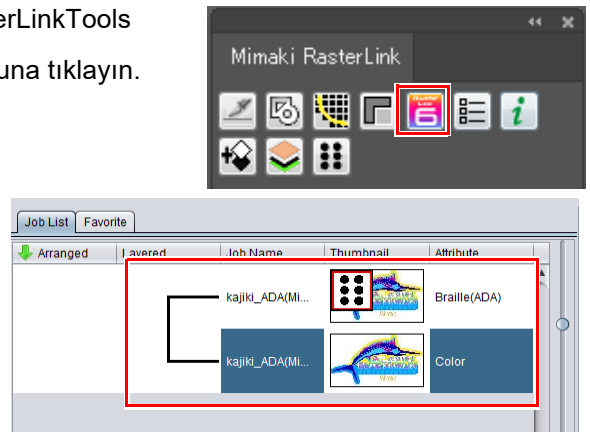 erLinkTools
una tıklayın.
Mimaki RasterLink
6
i
Job List Favorite
Arranged Layered Job Name Thumbnail Attribute
kajiki_ADA(Mi... Braille(ADA)
kajiki_ADA(Mi... Color